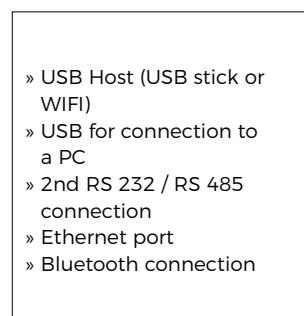 » USB Host (USB stick or
WIFI)
» USB for connection to
a PC
» 2nd RS 232 / RS 485
connection
» Ethernet port
» Bluetooth connection